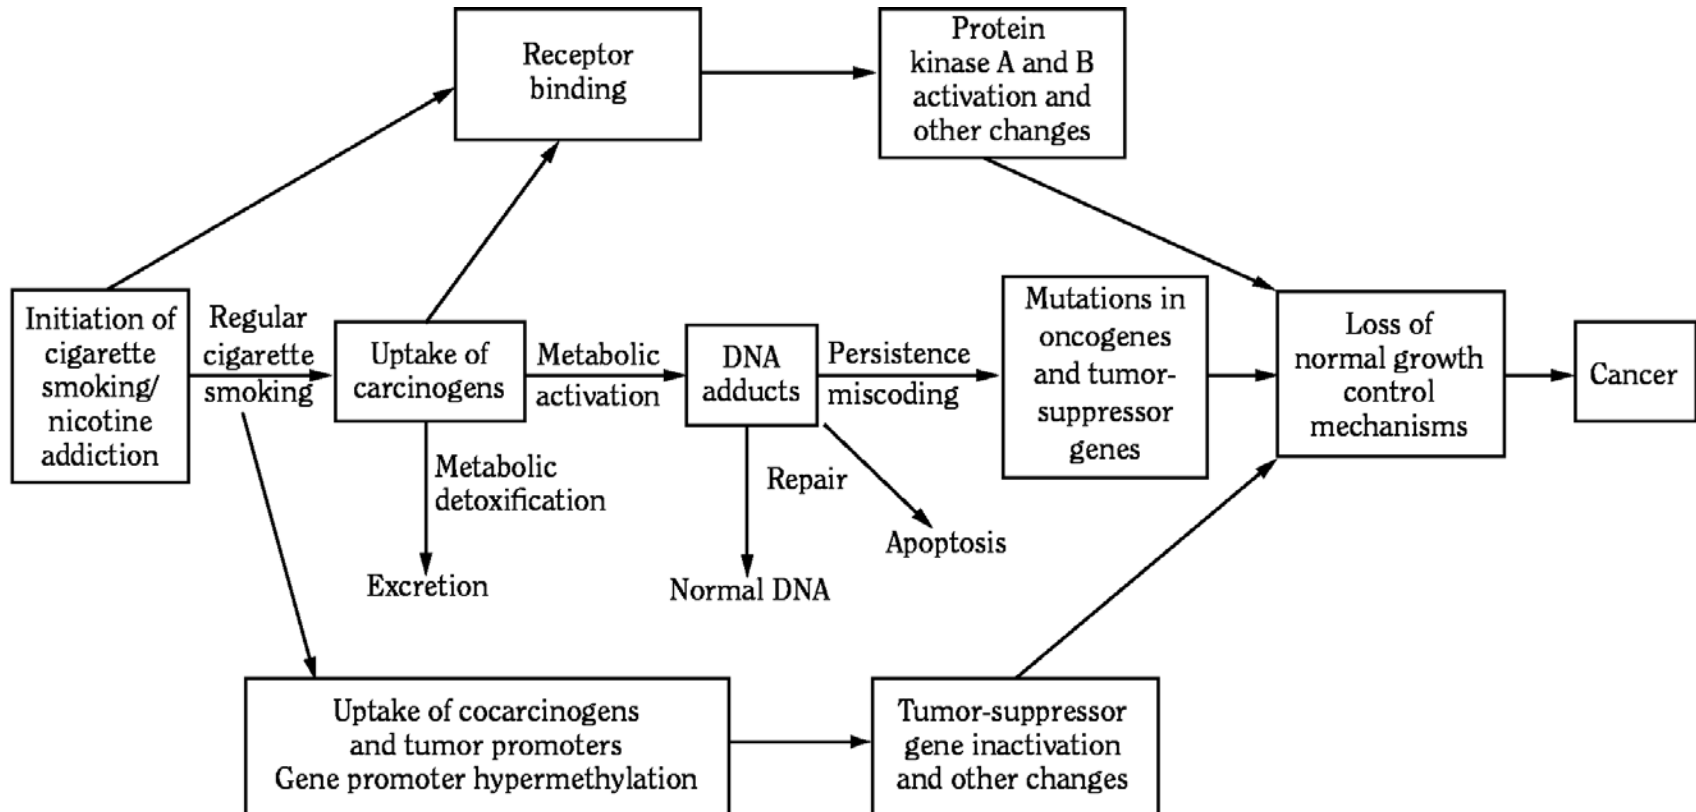 Receptor
binding
Protein
kinase A and B
activation and
other changes
Initiation of
cigarette
smoking/
nicotine
addiction
Regular
cigarette
smoking
Uptake of
carcinogens
Metabolic
activation
DNA
adducts
Persistence
miscoding
Mutations in
oncogenes
and tumor-
suppressor
genes
Loss of
normal growth
control
mechanisms
Cancer
Metabolic
detoxification
Excretion
Repair
Normal DNA
Apoptosis
Uptake of cocarcinogens
and tumor promoters
Gene promoter hypermethylation
Tumor-suppressor
gene inactivation
and other changes